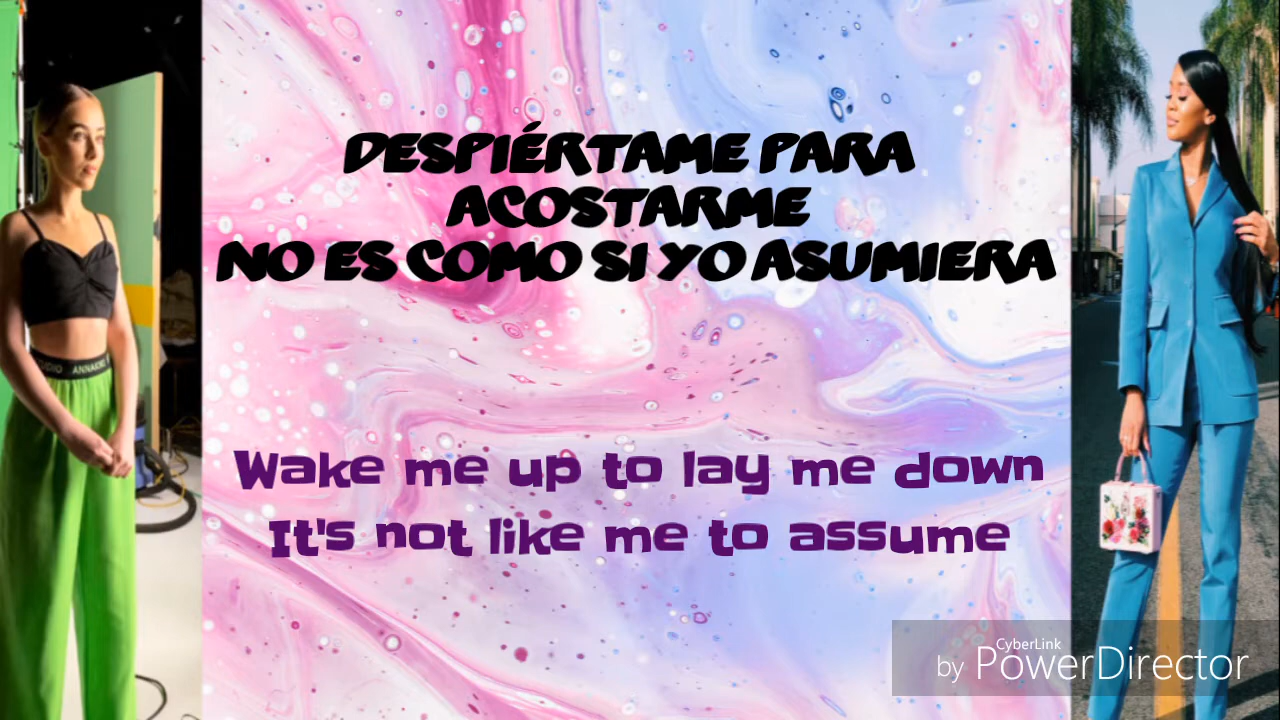 DESPIÉRTAME PARA
ACOSTARME
NO ES COMO SI YO ASUMIERA
Wake me up to lay me down
It's not like me to assume
CyberLink
by PowerDirector